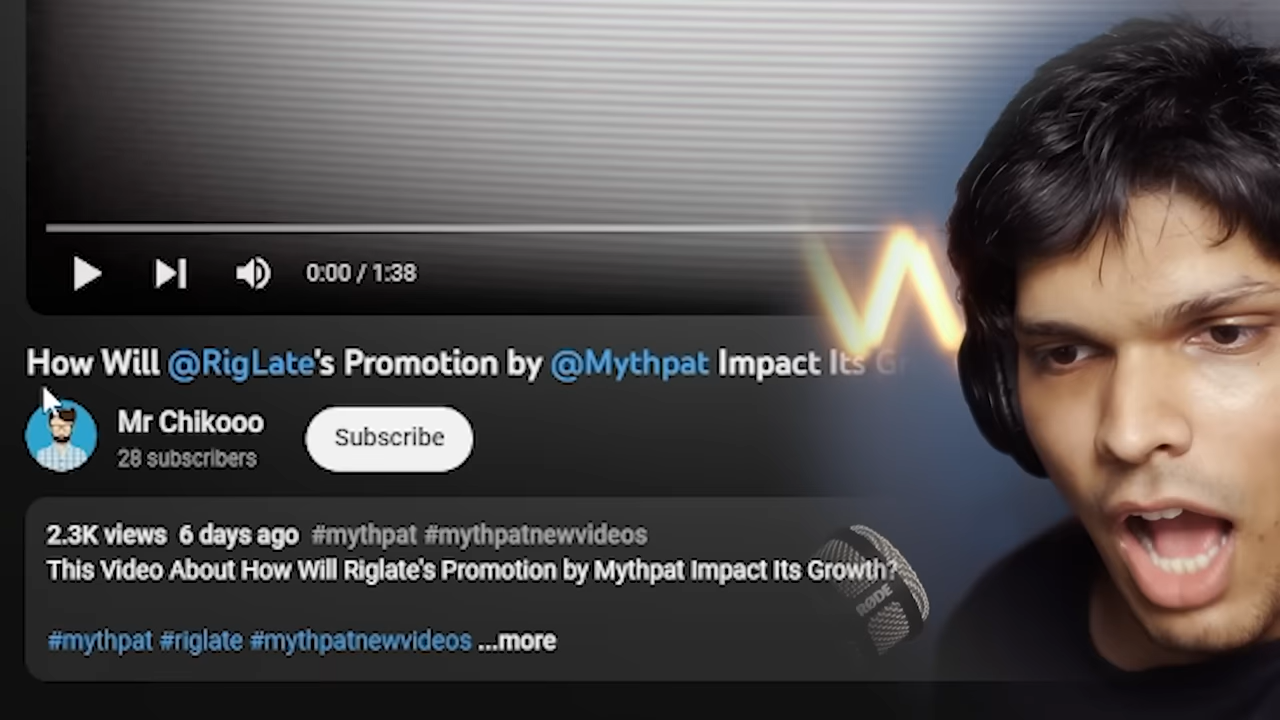 0:00 / 1:38
How Will @RigLate's Promotion by @Mythpat Impact Its Gr
Mr Chikooo
Subscribe
28 subscribers
2.3K views 6 days ago #mythpat #mythpatnewvideos
This Video About How Will Riglate's Promotion by Mythpat Impact Its Growth?
RØDE
#mythpat #riglate #mythpatnewvideos ...more